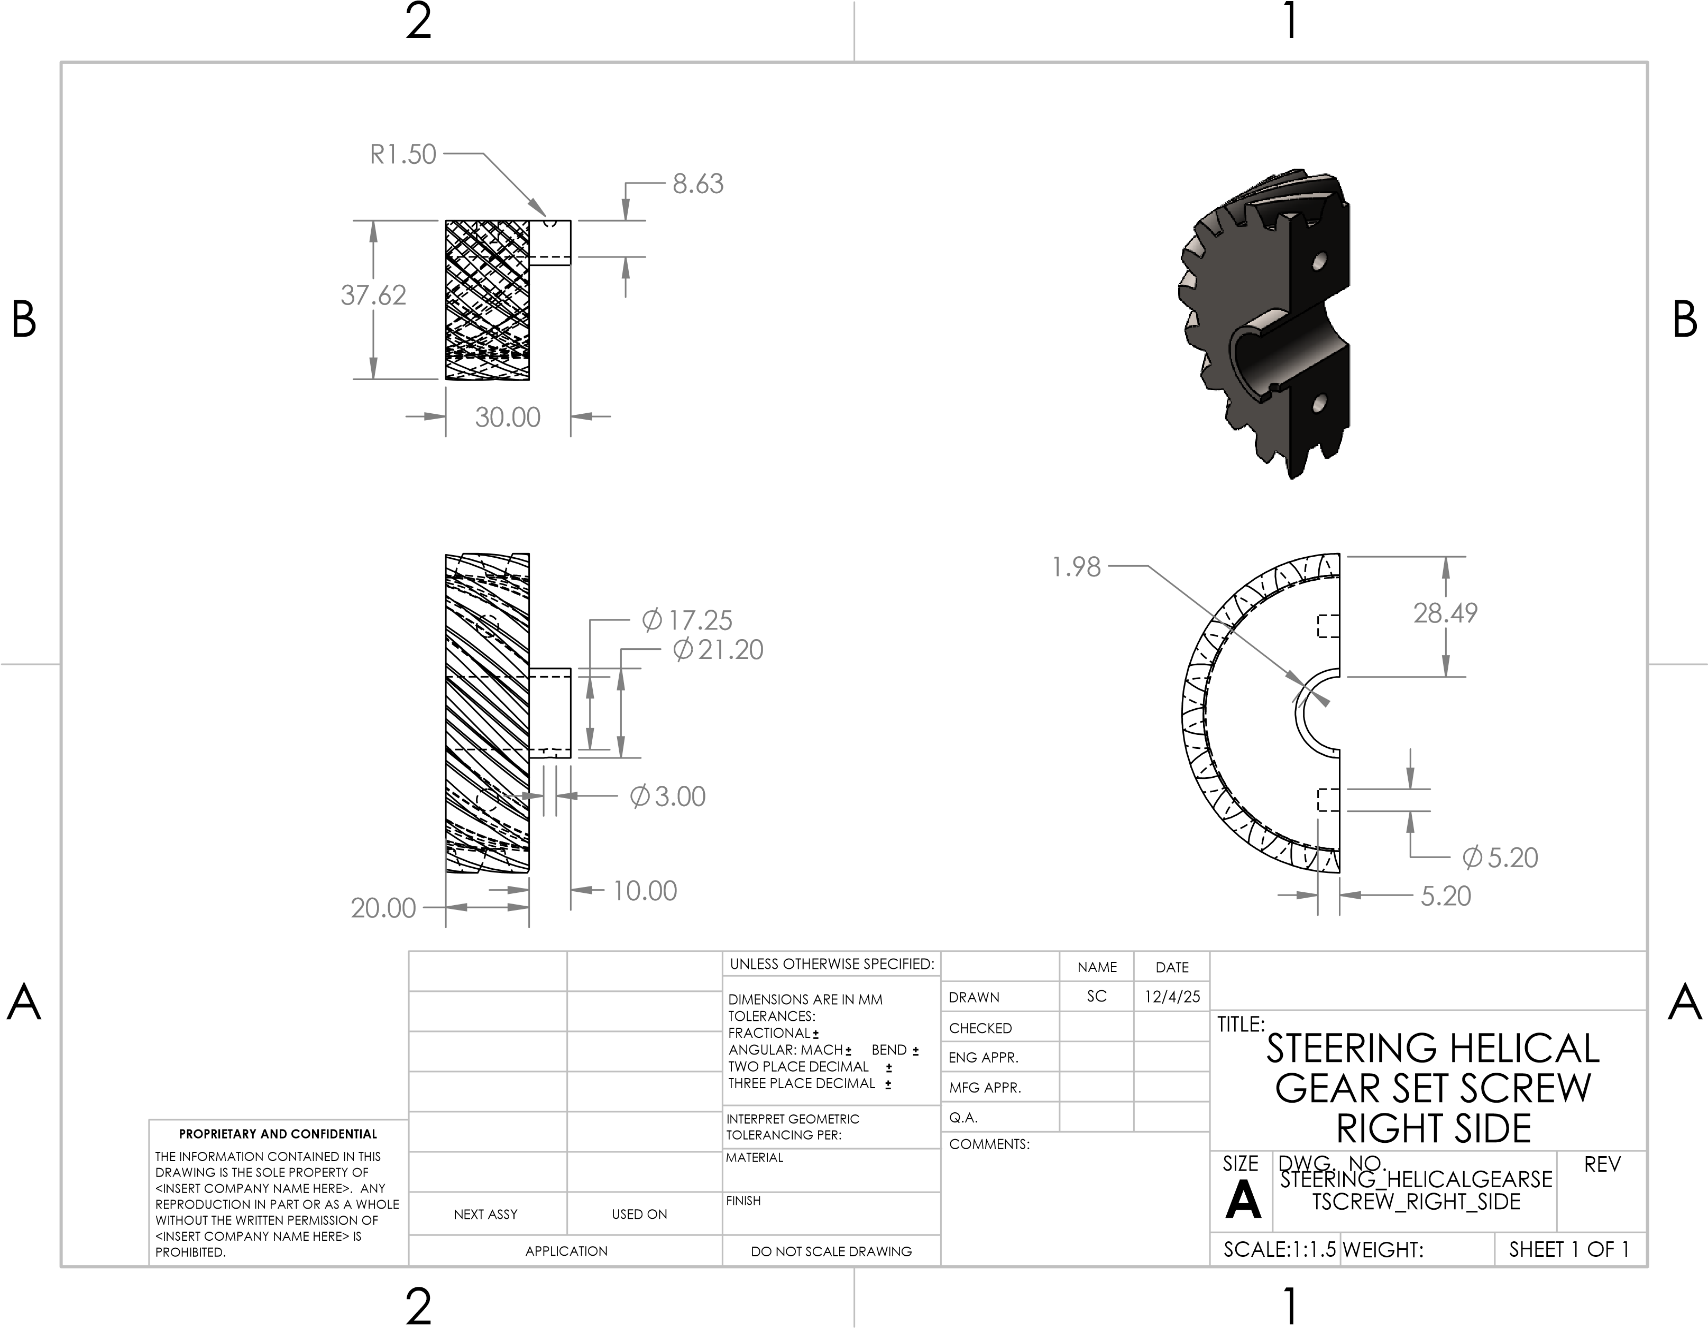 2
1
R1.50
8.63
37.62
B
B
30.00
1.98
28.49
⌀17.25
⌀21.20
⌀3.00
⌀5.20
10.00
5.20
20.00
A
A
UNLESS OTHERWISE SPECIFIED:
DIMENSIONS ARE IN MM
TOLERANCES:
FRACTIONAL±
ANGULAR: MACH± BEND ±
TWO PLACE DECIMAL ±
THREE PLACE DECIMAL ±
INTERPRET GEOMETRIC
TOLERANCING PER:
MATERIAL
FINISH
DO NOT SCALE DRAWING
NAME
DATE
DRAWN
SC
12/4/25
CHECKED
ENG APPR.
MFG APPR.
Q.A.
COMMENTS:
TITLE:
STEERING HELICAL
GEAR SET SCREW
RIGHT SIDE
SIZE
A
DWG. NO.
STEERING_HELICALGEARSE
TSCREW_RIGHT_SIDE
REV
SCALE:1:1.5
WEIGHT:
SHEET 1 OF 1
PROPRIETARY AND CONFIDENTIAL
THE INFORMATION CONTAINED IN THIS
DRAWING IS THE SOLE PROPERTY OF
<INSERT COMPANY NAME HERE>. ANY
REPRODUCTION IN PART OR AS A WHOLE
WITHOUT THE WRITTEN PERMISSION OF
<INSERT COMPANY NAME HERE> IS
PROHIBITED.
NEXT ASSY
USED ON
APPLICATION
2
1